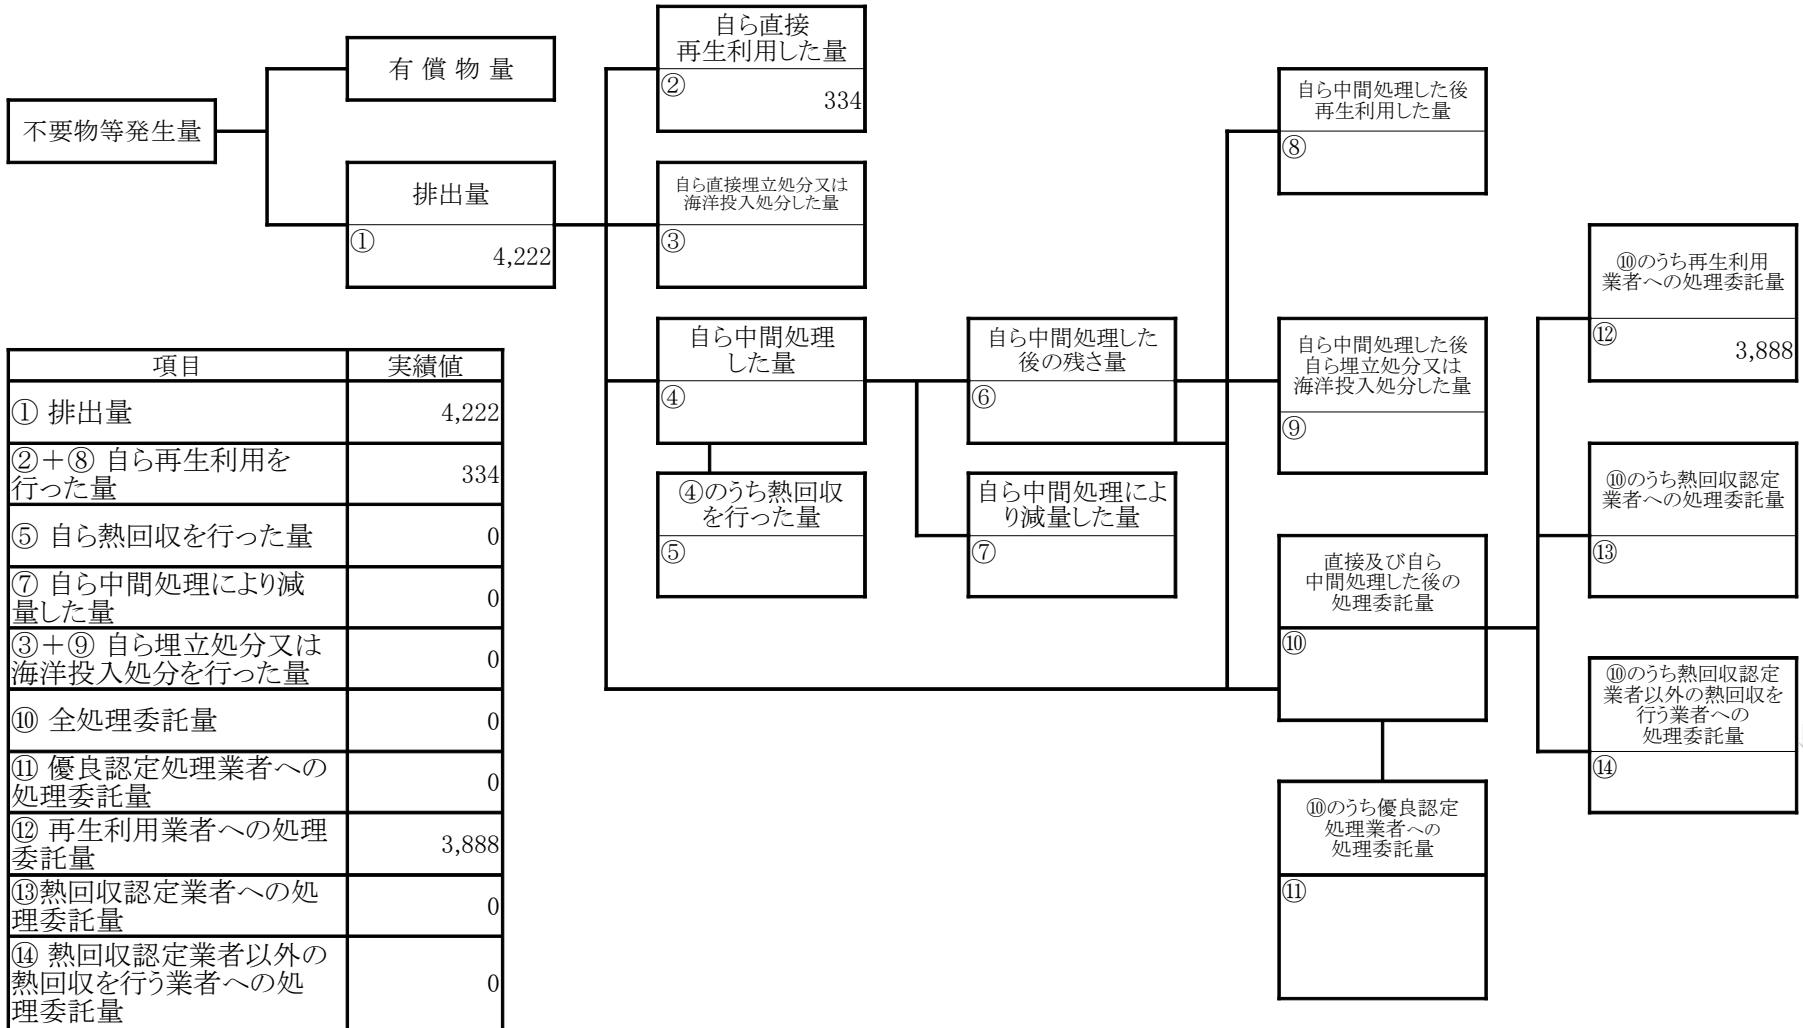 不要物等発生量
有 償 物 量
排出量
①
4,222
自ら直接
再生利用した量
②
334
自ら直接埋立処分又は
海洋投入処分した量
③
自ら中間処理
した量
④
④のうち熱回収
を行った量
⑤
自ら中間処理した
後の残さ量
⑥
自ら中間処理によ
り減量した量
⑦
自ら中間処理した後
再生利用した量
⑧
自ら中間処理した後
自ら埋立処分又は
海洋投入処分した量
⑨
直接及び自ら
中間処理した後の
処理委託量
⑩
⑩のうち優良認定
処理業者への
処理委託量
⑪
⑩のうち再生利用
業者への処理委託量
⑫
3,888
⑩のうち熱回収認定
業者への処理委託量
⑬
⑩のうち熱回収認定
業者以外の熱回収を
行う業者への
処理委託量
⑭
項目 実績値
① 排出量 4,222
②＋⑧ 自ら再生利用を
行った量 334
⑤ 自ら熱回収を行った量 0
⑦ 自ら中間処理により減
量した量 0
③＋⑨ 自ら埋立処分又は
海洋投入処分を行った量 0
⑩ 全処理委託量 0
⑪ 優良認定処理業者への
処理委託量 0
⑫ 再生利用業者への処理
委託量 3,888
⑬熱回収認定業者への処
理委託量 0
⑭ 熱回収認定業者以外の
熱回収を行う業者への処
理委託量 0